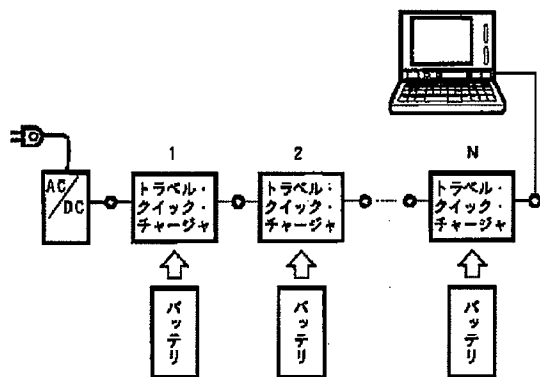 1
2
N
AC/DC
トラベル・
クイック・
チャージャ
トラベル・
クイック・
チャージャ
トラベル・
クイック・
チャージャ
バッテリ
バッテリ
バッテリ